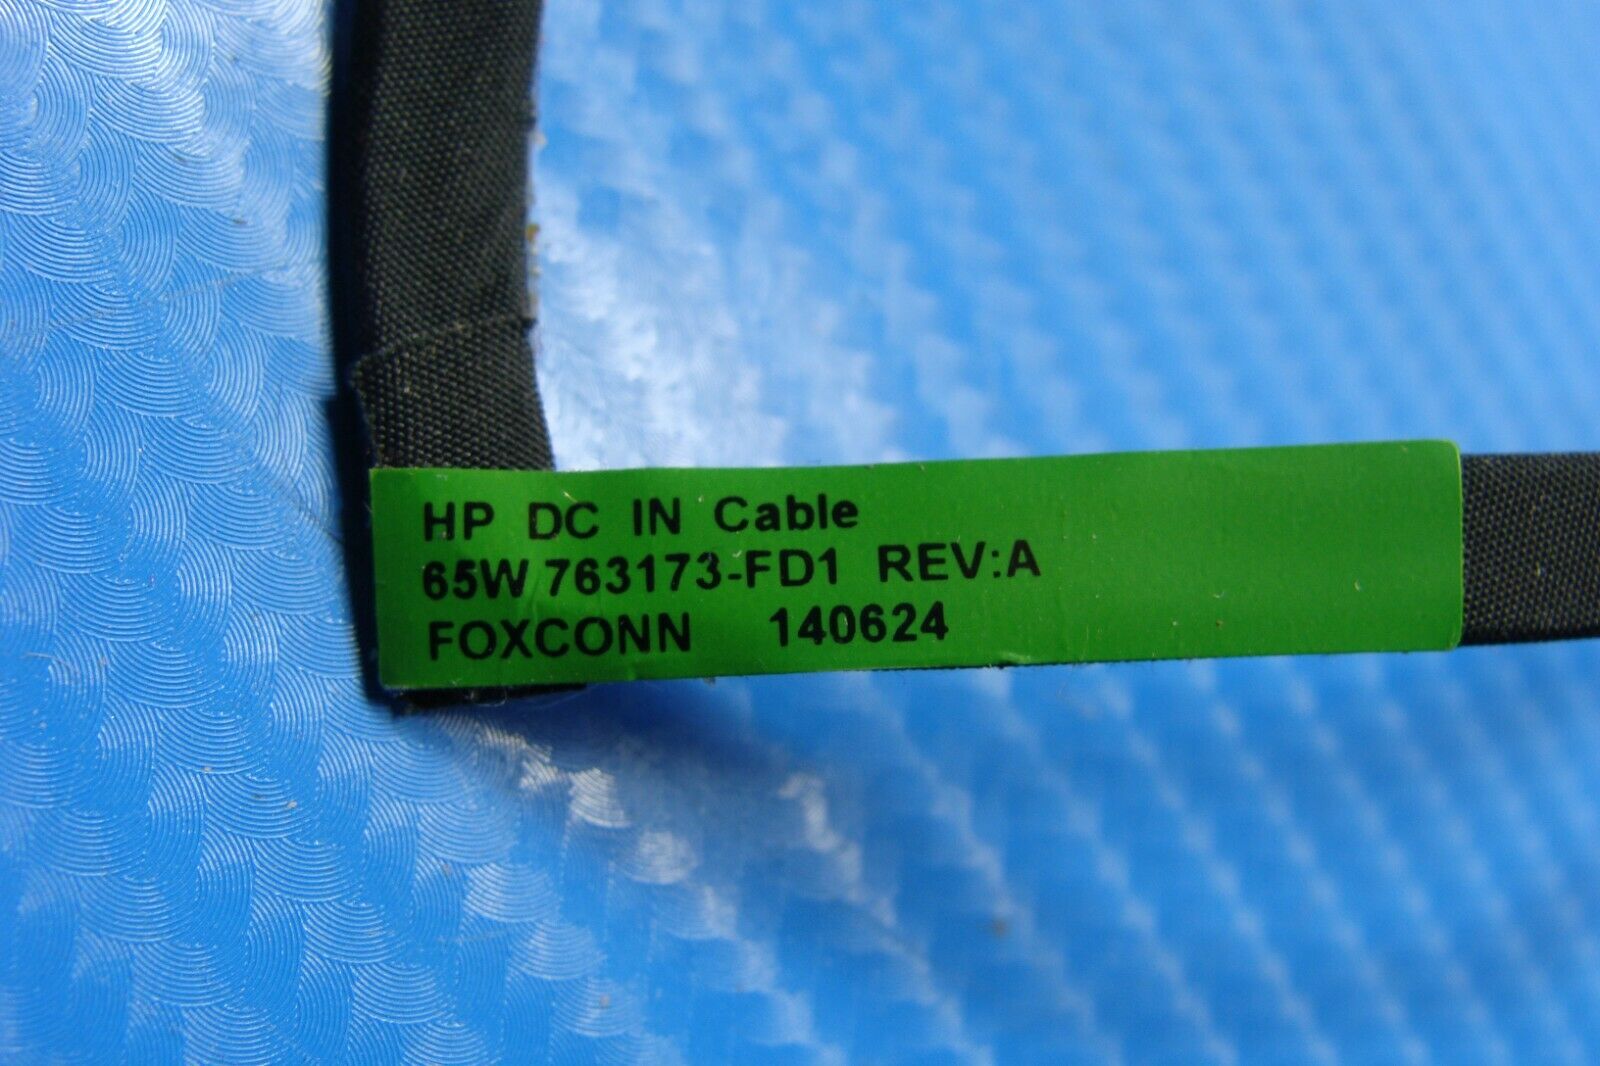 HP DC IN Cable
65W 763173-FD1 REV:A
FOXCONN 140624